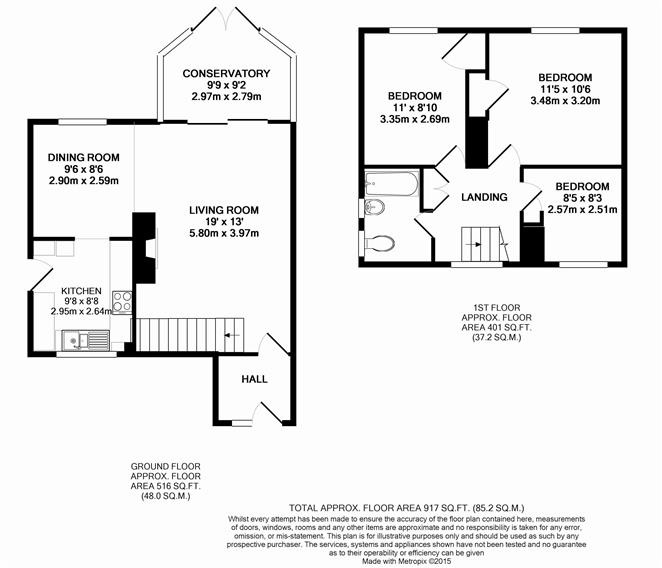 CONSERVATORY
9'9 x 9'2
2.97m x 2.79m
DINING ROOM
9'6 x 8'6
2.90m x 2.59m
LIVING ROOM
19' x 13'
5.80m x 3.97m
KITCHEN
9'8 x 8'8
2.95m x 2.64m
HALL
GROUND FLOOR
APPROX. FLOOR
AREA 516 SQ.FT.
(48.0 SQ.M.)
BEDROOM
11' x 8'10
3.35m x 2.69m
BEDROOM
11'5 x 10'6
3.48m x 3.20m
LANDING
BEDROOM
8'5 x 8'3
2.57m x 2.51m
1ST FLOOR
APPROX. FLOOR
AREA 401 SQ.FT.
(37.2 SQ.M.)
TOTAL APPROX. FLOOR AREA 917 SQ.FT. (85.2 SQ.M.)
Whilst every attempt has been made to ensure the accuracy of the floor plan contained here, measurements
of doors, windows, rooms and any other items are approximate and no responsibility is taken for any error,
omission, or mis-statement. This plan is for illustrative purposes only and should be used as such by any
prospective purchaser. The services, systems and appliances shown have not been tested and no guarantee
as to their operability or efficiency can be given
Made with Metropix ©2015